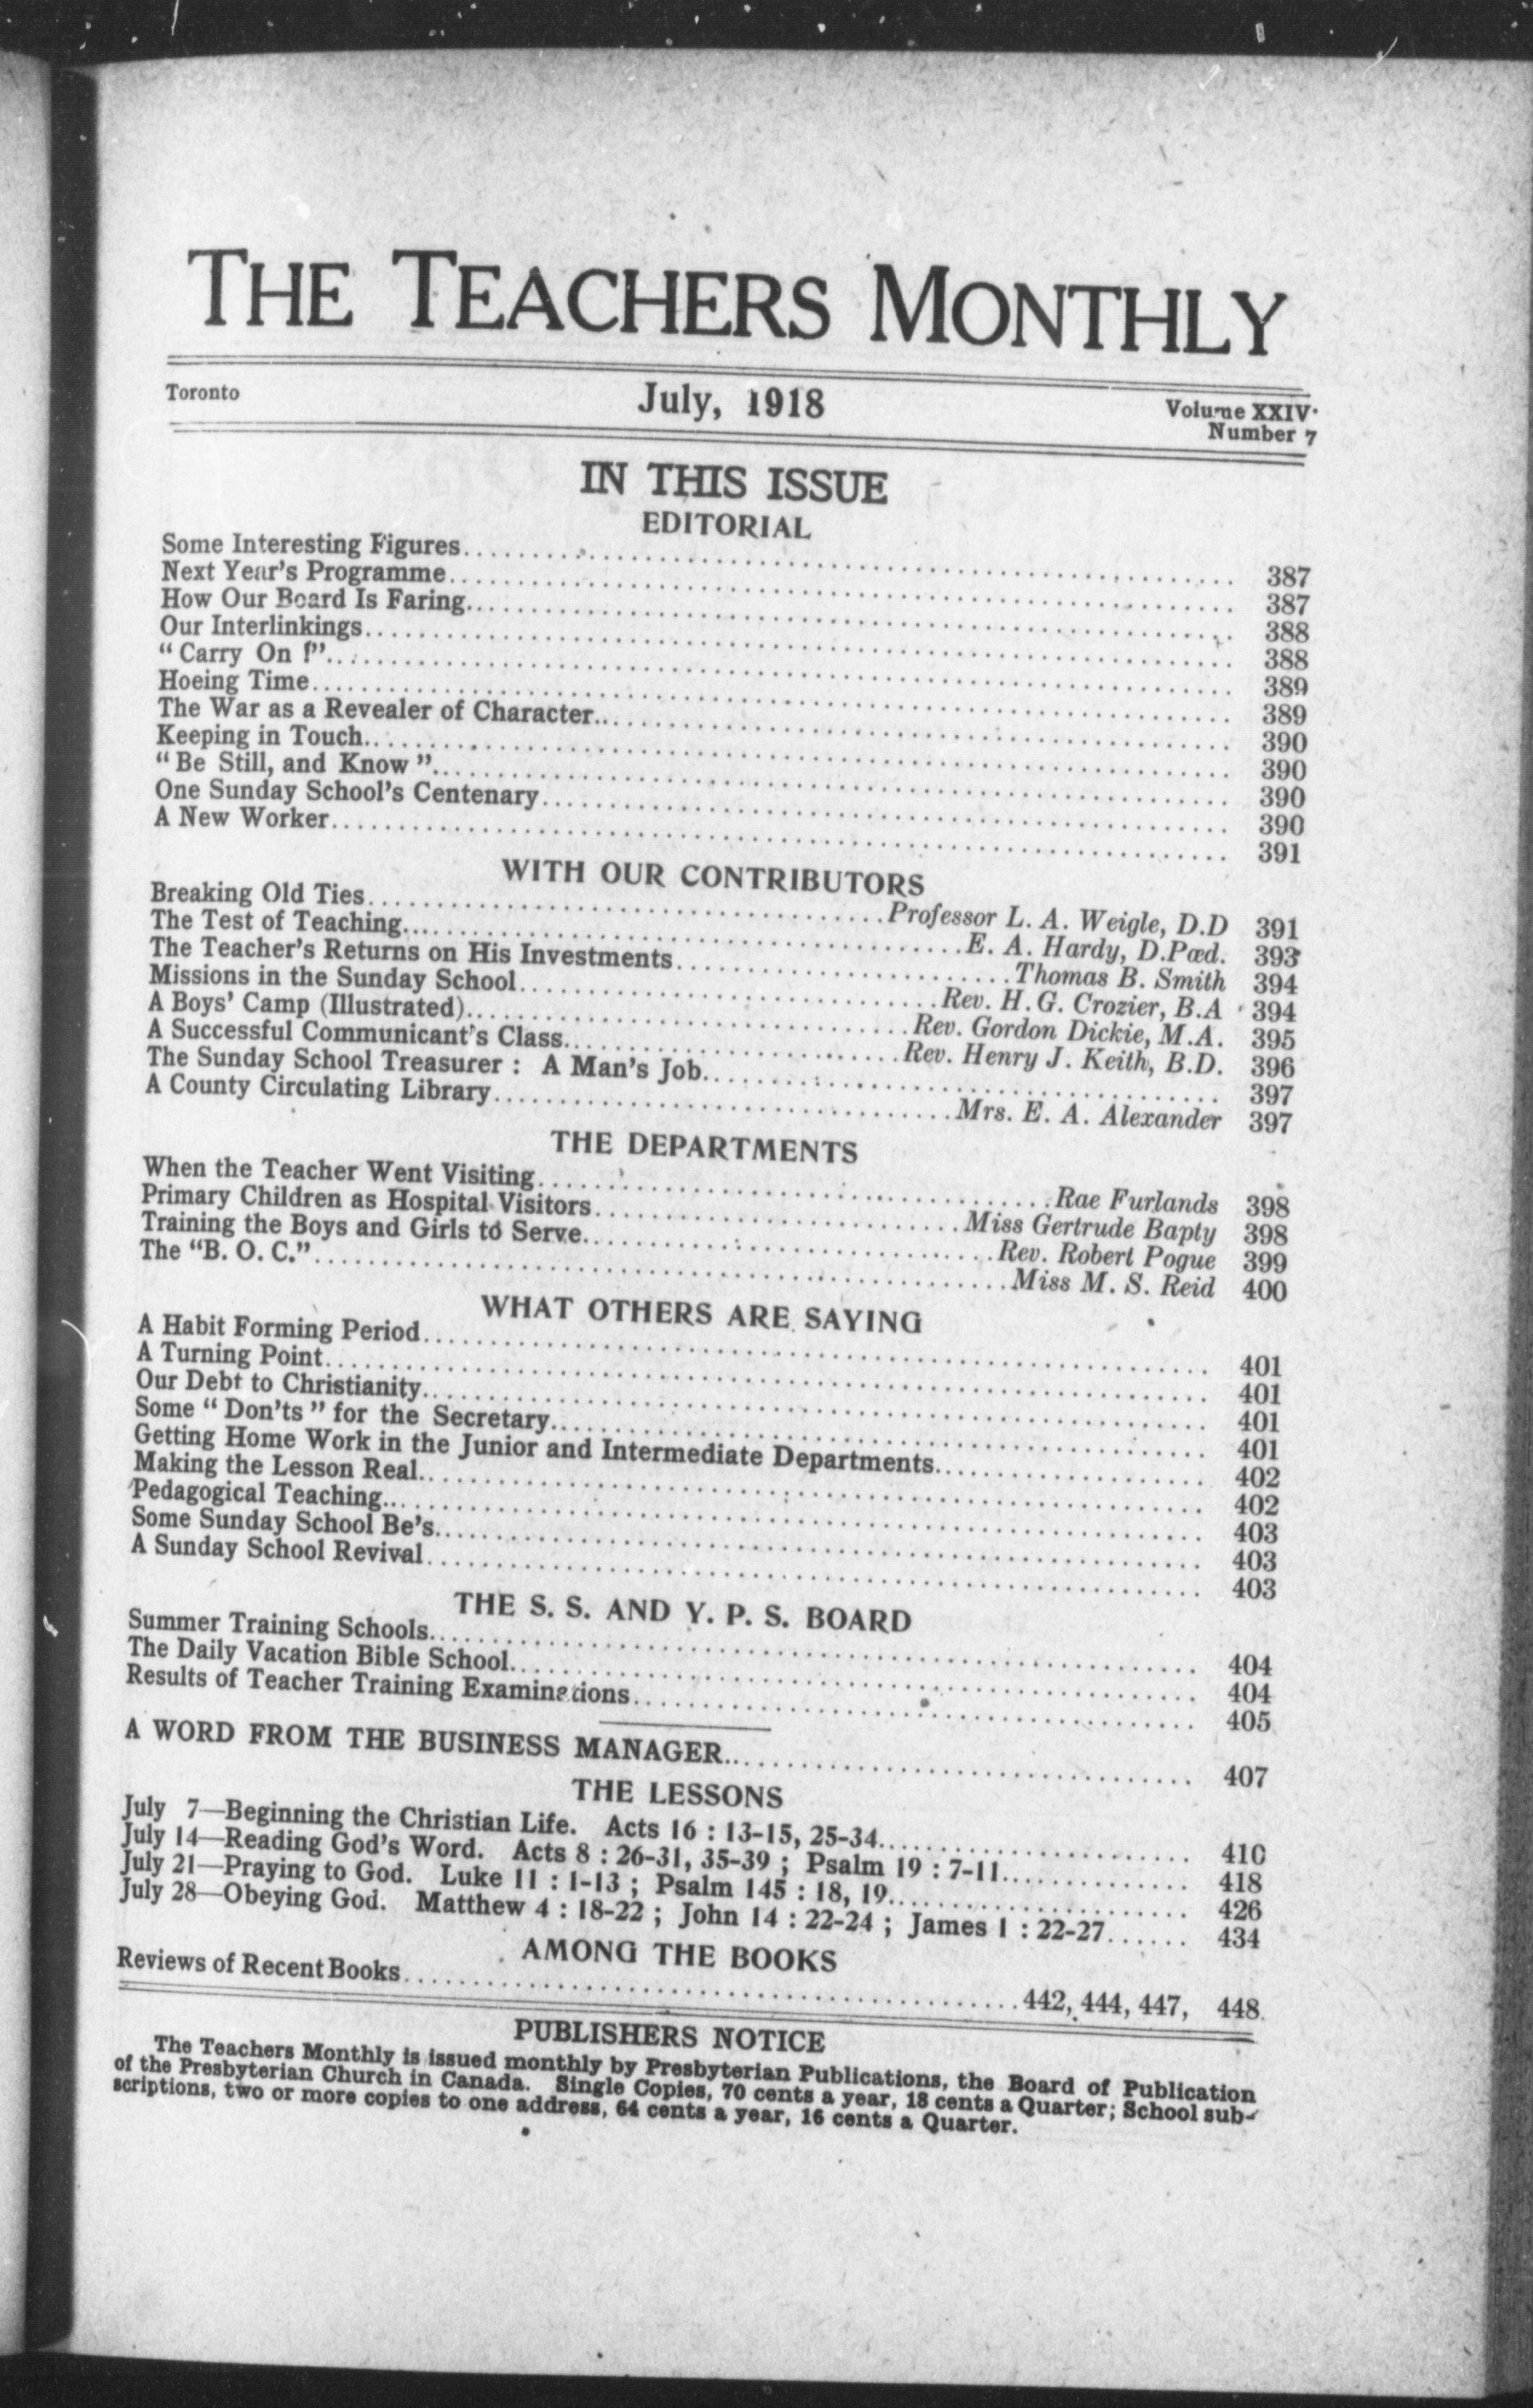 THE TEACHERS MONTHLY
Toronto July, 1918 Volume XXIV
Number 7
IN THIS ISSUE
EDITORIAL
Some Interesting Figures 387
Next Year's Programme 387
How Our Board Is Faring 388
Our Interlinkings 388
"Carry On !" 389
Hoeing Time 389
The War as a Revealer of Character 390
Keeping in Touch 390
"Be Still, and Know" 390
One Sunday School's Centenary 390
A New Worker 391
WITH OUR CONTRIBUTORS
Breaking Old Ties Professor L. A. Weigle, D.D 391
The Test of Teaching E. A. Hardy, D.Pæd. 393
The Teacher's Returns on His Investments Thomas B. Smith 394
Missions in the Sunday School Rev. H. G. Crozier, B.A 394
A Boys' Camp (Illustrated) Rev. Gordon Dickie, M.A. 395
A Successful Communicant's Class Rev. Henry J. Keith, B.D. 396
The Sunday School Treasurer : A Man's Job 397
A County Circulating Library Mrs. E. A. Alexander 397
THE DEPARTMENTS
When the Teacher Went Visiting Rae Furlands 398
Primary Children as Hospital Visitors Miss Gertrude Bapty 398
Training the Boys and Girls to Serve Rev. Robert Pogue 399
The "B. O. C." Miss M. S. Reid 400
WHAT OTHERS ARE SAYING
A Habit Forming Period 401
A Turning Point 401
Our Debt to Christianity 401
Some "Don'ts" for the Secretary 401
Getting Home Work in the Junior and Intermediate Departments 402
Making the Lesson Real 402
Pedagogical Teaching 403
Some Sunday School Be's 403
A Sunday School Revival 403
THE S. S. AND Y. P. S. BOARD
Summer Training Schools 404
The Daily Vacation Bible School 404
Results of Teacher Training Examinations 405
A WORD FROM THE BUSINESS MANAGER 407
THE LESSONS
July 7—Beginning the Christian Life. Acts 16 : 13-15, 25-34 410
July 14—Reading God's Word. Acts 8 : 26-31, 35-39 ; Psalm 19 : 7-11 418
July 21—Praying to God. Luke 11 : 1-13 ; Psalm 145 : 18, 19 426
July 28—Obeying God. Matthew 4 : 18-22 ; John 14 : 22-24 ; James 1 : 22-27 434
AMONG THE BOOKS
Reviews of Recent Books 442, 444, 447, 448
PUBLISHERS NOTICE
The Teachers Monthly is issued monthly by Presbyterian Publications, the Board of Publication
of the Presbyterian Church in Canada. Single Copies, 70 cents a year, 18 cents a Quarter; School sub-
scriptions, two or more copies to one address, 64 cents a year, 16 cents a Quarter.